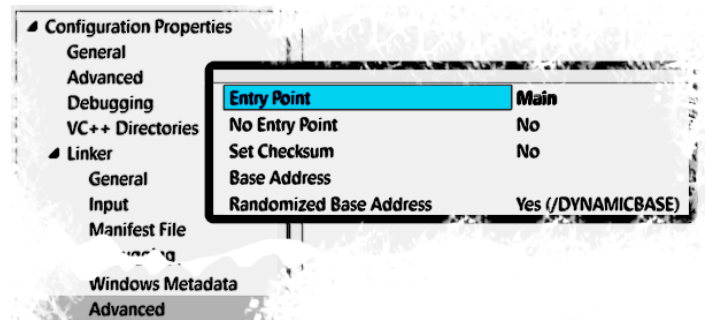 Configuration Properties
General
Advanced
Debugging
VC++ Directories
Linker
General
Input
Manifest File
Windows Metadata
Advanced
Entry Point Main
No Entry Point No
Set Checksum No
Base Address
Randomized Base Address Yes (/DYNAMICBASE)